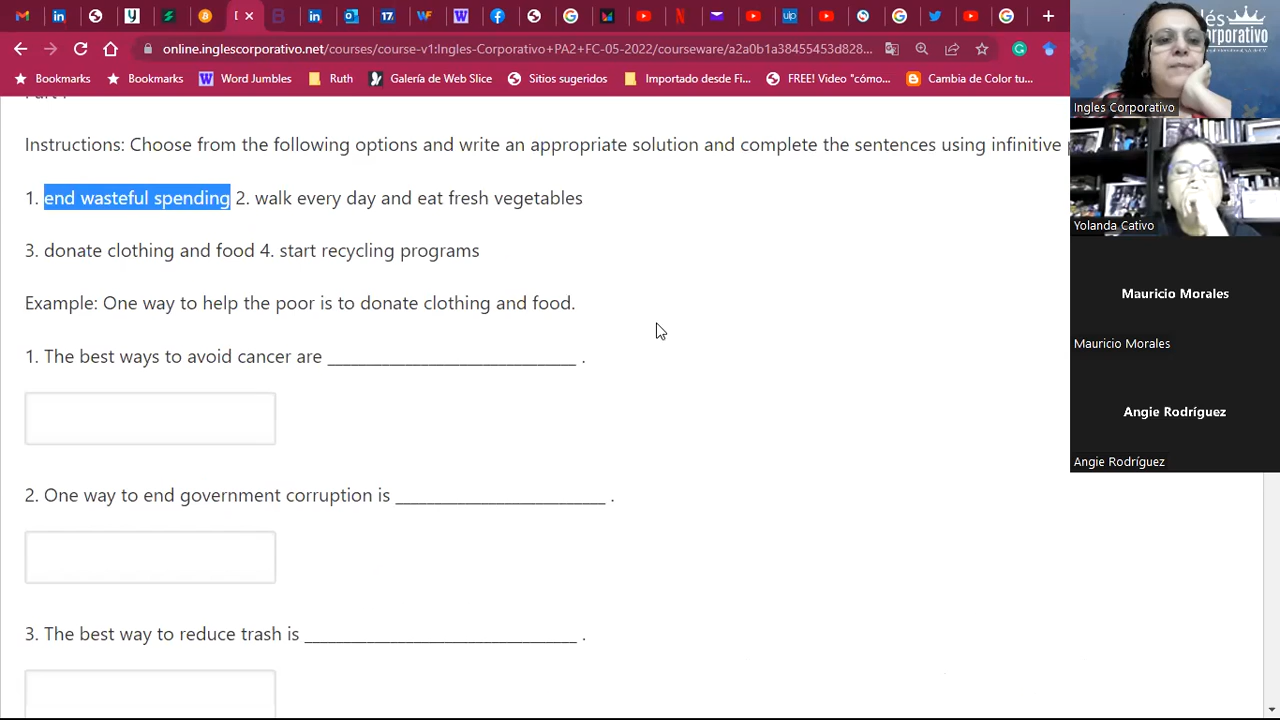 online.inglescorporativo.net/courses/course-v1:Ingles-Corporativo+PA2+FC-05-2022/courseware/a2a0b1a38455453d828...
Bookmarks Bookmarks Word Jumbles Ruth Galería de Web Slice Sitios sugeridos Importado desde Fi... FREE! Video "cómo... Cambia de Color tu...
Instructions: Choose from the following options and write an appropriate solution and complete the sentences using infinitive
1. end wasteful spending 2. walk every day and eat fresh vegetables
3. donate clothing and food 4. start recycling programs
Example: One way to help the poor is to donate clothing and food.
1. The best ways to avoid cancer are ____________________________ .
2. One way to end government corruption is ________________________ .
3. The best way to reduce trash is _______________________________ .
Ingles Corporativo
Yolanda Cativo
Mauricio Morales
Mauricio Morales
Angie Rodríguez
Angie Rodríguez